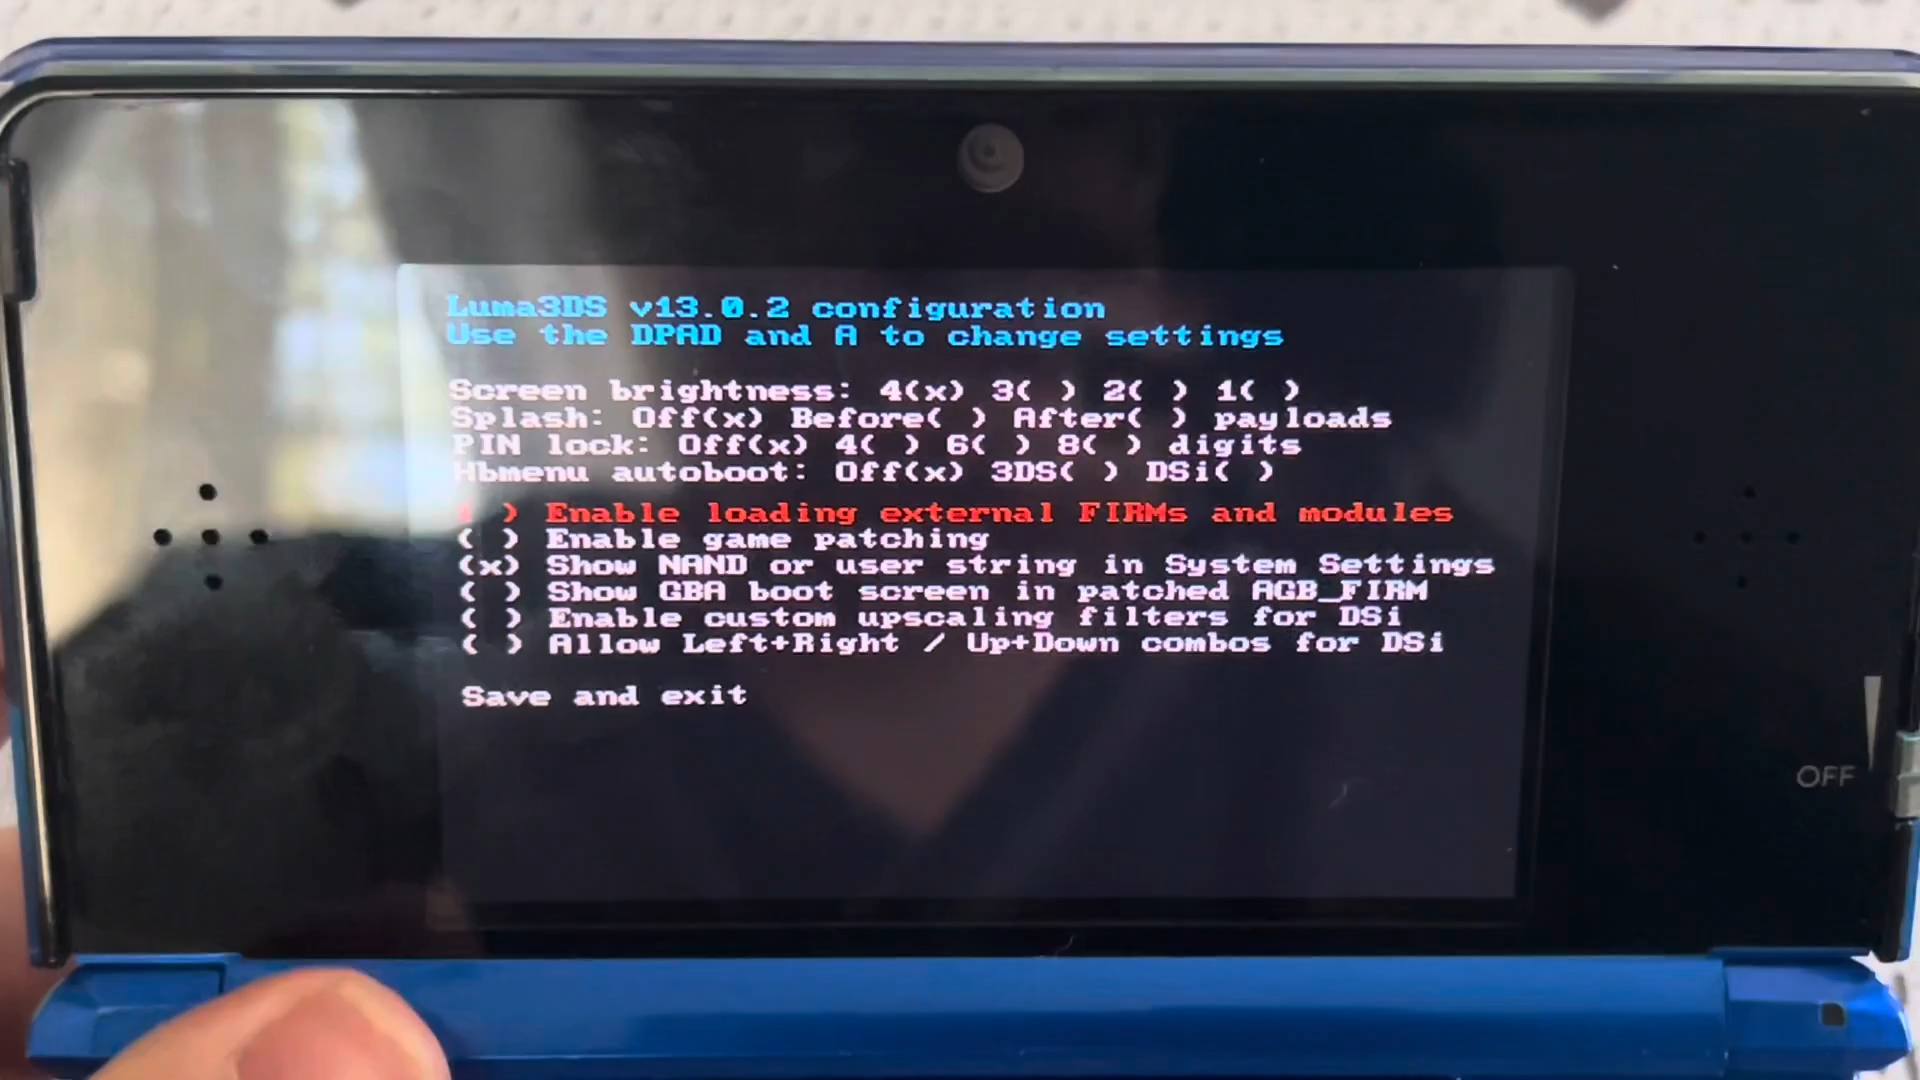 Luma3DS v13.0.2 configuration
Use the DPAD and A to change settings
Screen brightness: 4(x) 3( ) 2( ) 1( )
Splash: Off(x) Before( ) After( ) payloads
PIN lock: Off(x) 4( ) 6( ) 8( ) digits
Hbmenu autoboot: Off(x) 3DS( ) DSi( )
( ) Enable loading external FIRMs and modules
( ) Enable game patching
(x) Show NAND or user string in System Settings
( ) Show GBA boot screen in patched AGB_FIRM
( ) Enable custom upscaling filters for DSi
( ) Allow Left+Right / Up+Down combos for DSi
Save and exit
OFF